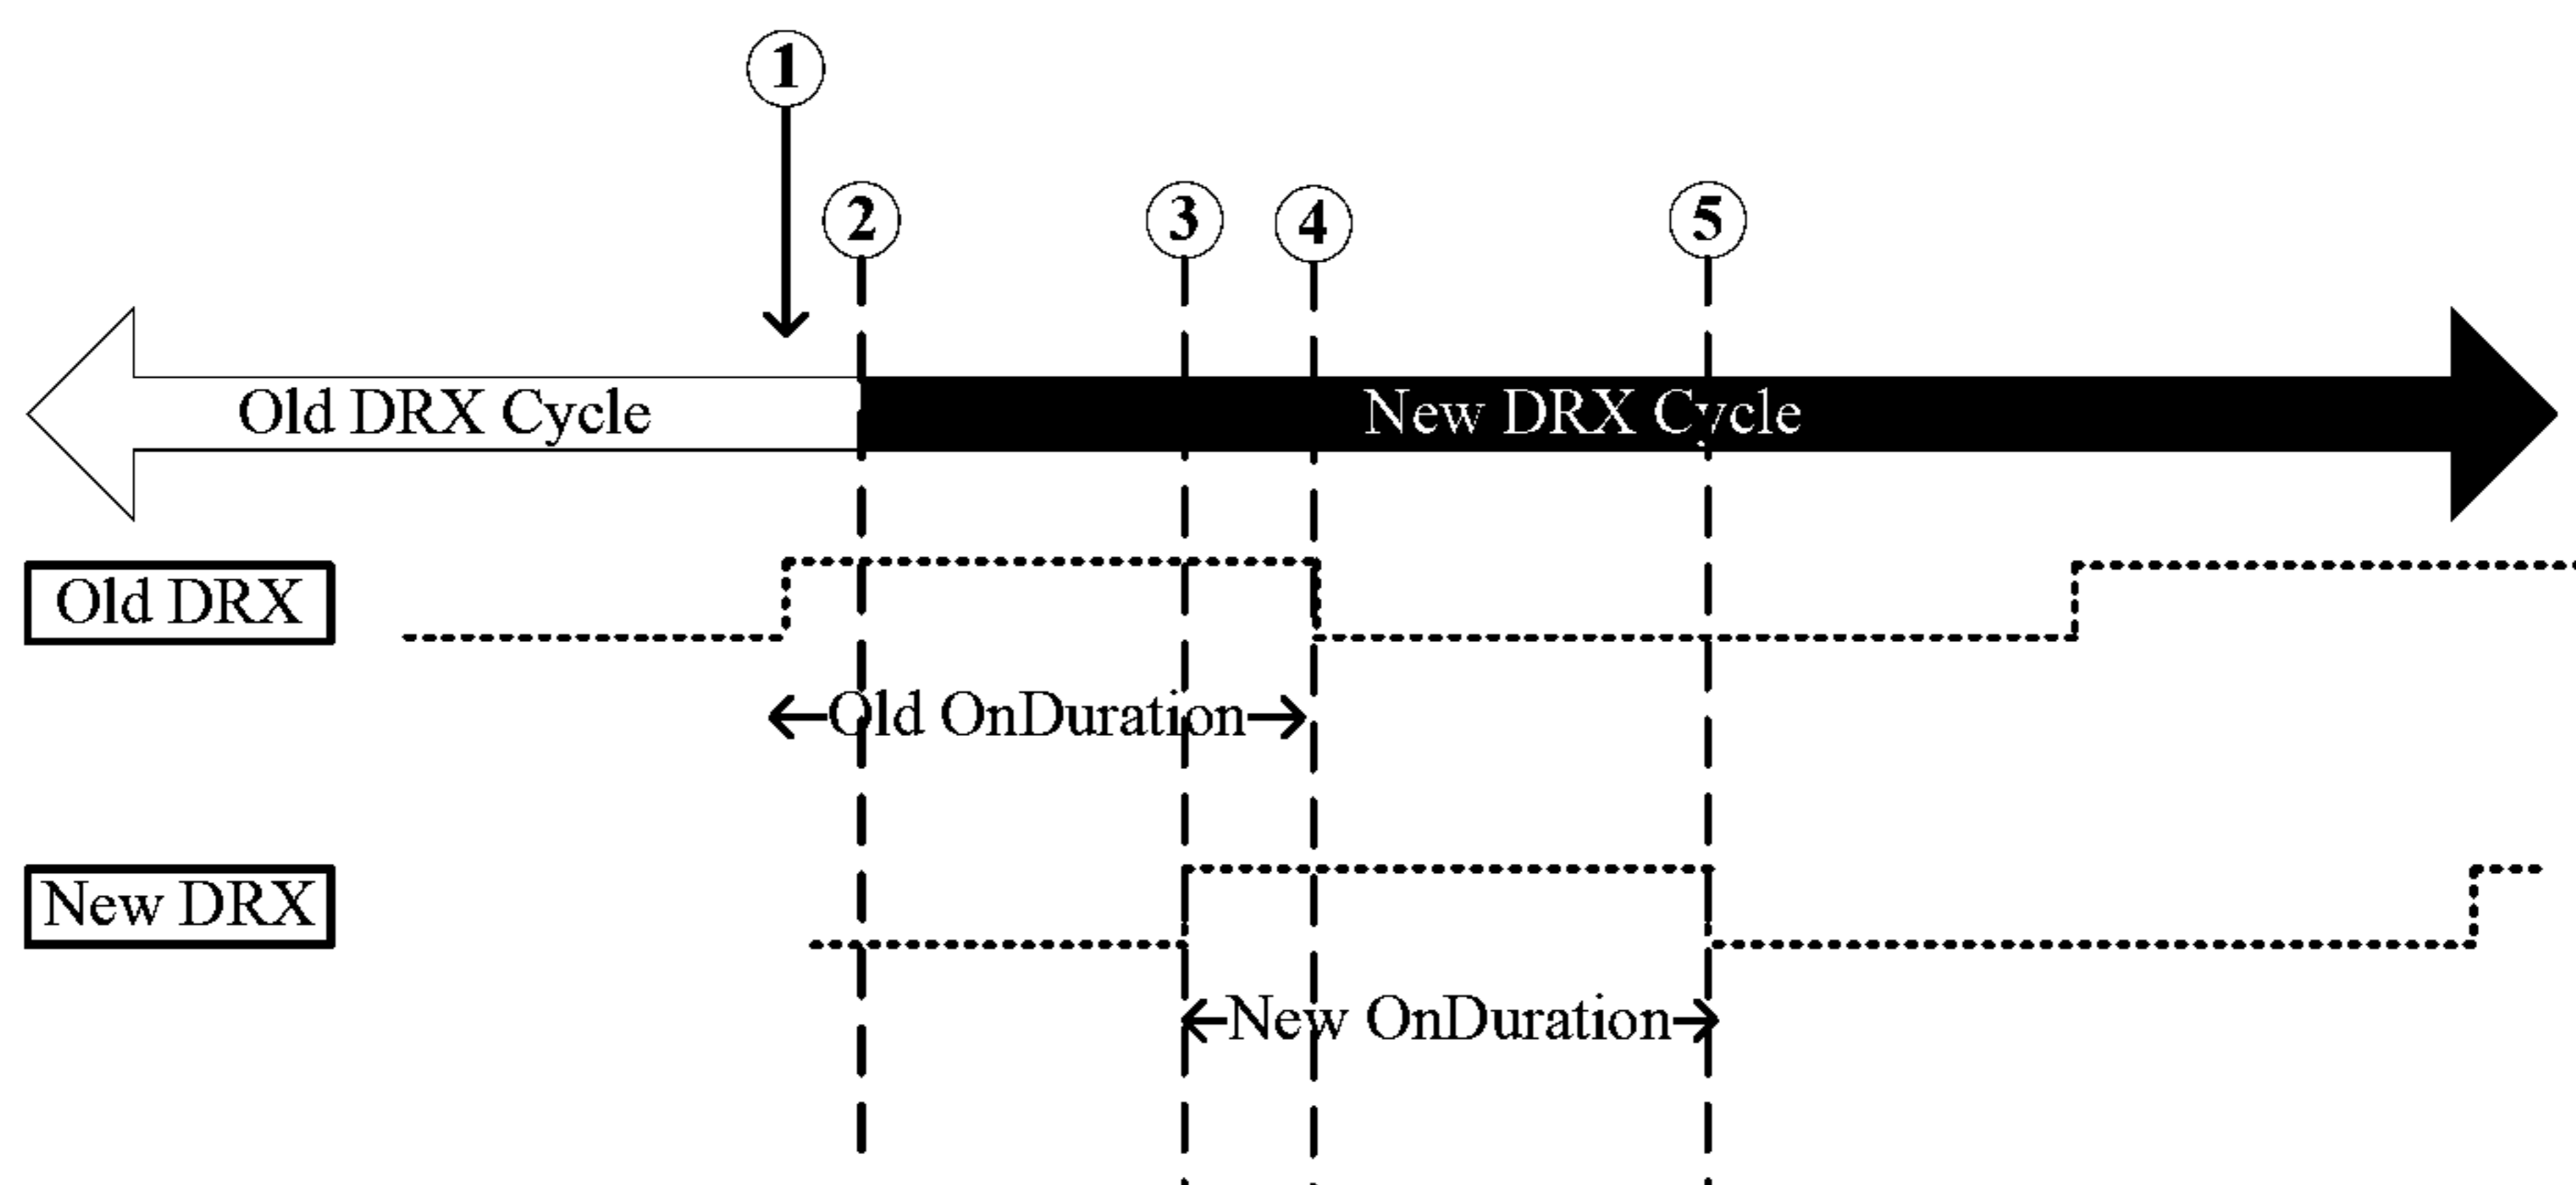 1
2 3 4 5
Old DRX Cycle New DRX Cycle
Old DRX
Old OnDuration
New DRX
New OnDuration